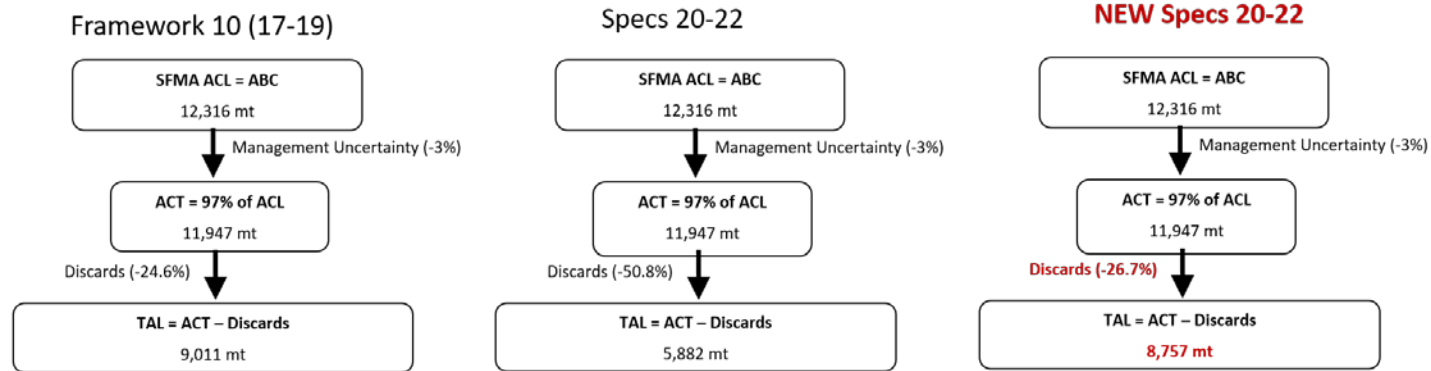 Framework 10 (17-19)
SFMA ACL = ABC
12,316 mt
Management Uncertainty (-3%)
ACT = 97% of ACL
11,947 mt
Discards (-24.6%)
TAL = ACT – Discards
9,011 mt
Specs 20-22
SFMA ACL = ABC
12,316 mt
Management Uncertainty (-3%)
ACT = 97% of ACL
11,947 mt
Discards (-50.8%)
TAL = ACT – Discards
5,882 mt
NEW Specs 20-22
SFMA ACL = ABC
12,316 mt
Management Uncertainty (-3%)
ACT = 97% of ACL
11,947 mt
Discards (-26.7%)
TAL = ACT – Discards
8,757 mt